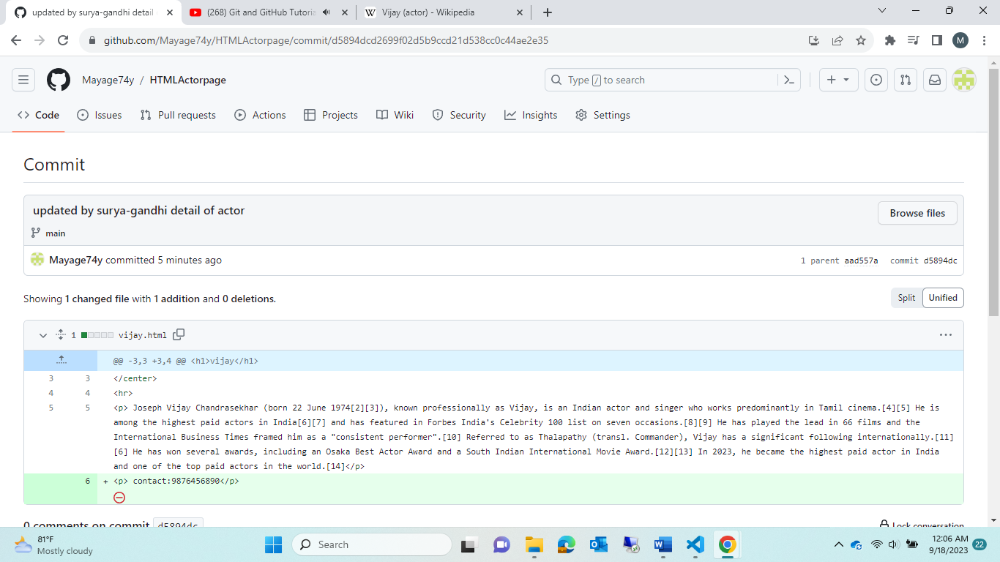 updated by surya-gandhi detail
(268) Git and GitHub Tutoria
Vijay (actor) - Wikipedia
github.com/Mayage74y/HTMLActorpage/commit/d5894dcd2699f02d5b9ccd21d538cc0c44ae2e35
M
Mayage74y / HTMLActorpage
Type / to search
Code Issues Pull requests Actions Projects Wiki Security Insights Settings
Commit
updated by surya-gandhi detail of actor
Browse files
main
Mayage74y committed 5 minutes ago
1 parent aad557a commit d5894dc
Showing 1 changed file with 1 addition and 0 deletions.
Split Unified
1 vijay.html
@@ -3,3 +3,4 @@ <h1>vijay</h1>
3 3 </center>
4 4 <hr>
5 5 <p> Joseph Vijay Chandrasekhar (born 22 June 1974[2][3]), known professionally as Vijay, is an Indian actor and singer who works predominantly in Tamil cinema.[4][5] He is
among the highest paid actors in India[6][7] and has featured in Forbes India's Celebrity 100 list on seven occasions.[8][9] He has played the lead in 66 films and the
International Business Times framed him as a "consistent performer".[10] Referred to as Thalapathy (transl. Commander), Vijay has a significant following internationally.[11]
[6] He has won several awards, including an Osaka Best Actor Award and a South Indian International Movie Award.[12][13] In 2023, he became the highest paid actor in India
and one of the top paid actors in the world.[14]</p>
6 + <p> contact:9876456890</p>
0 comments on commit d5894dc
Lock conversation
81°F
Mostly cloudy
Search
12:06 AM
9/18/2023
22